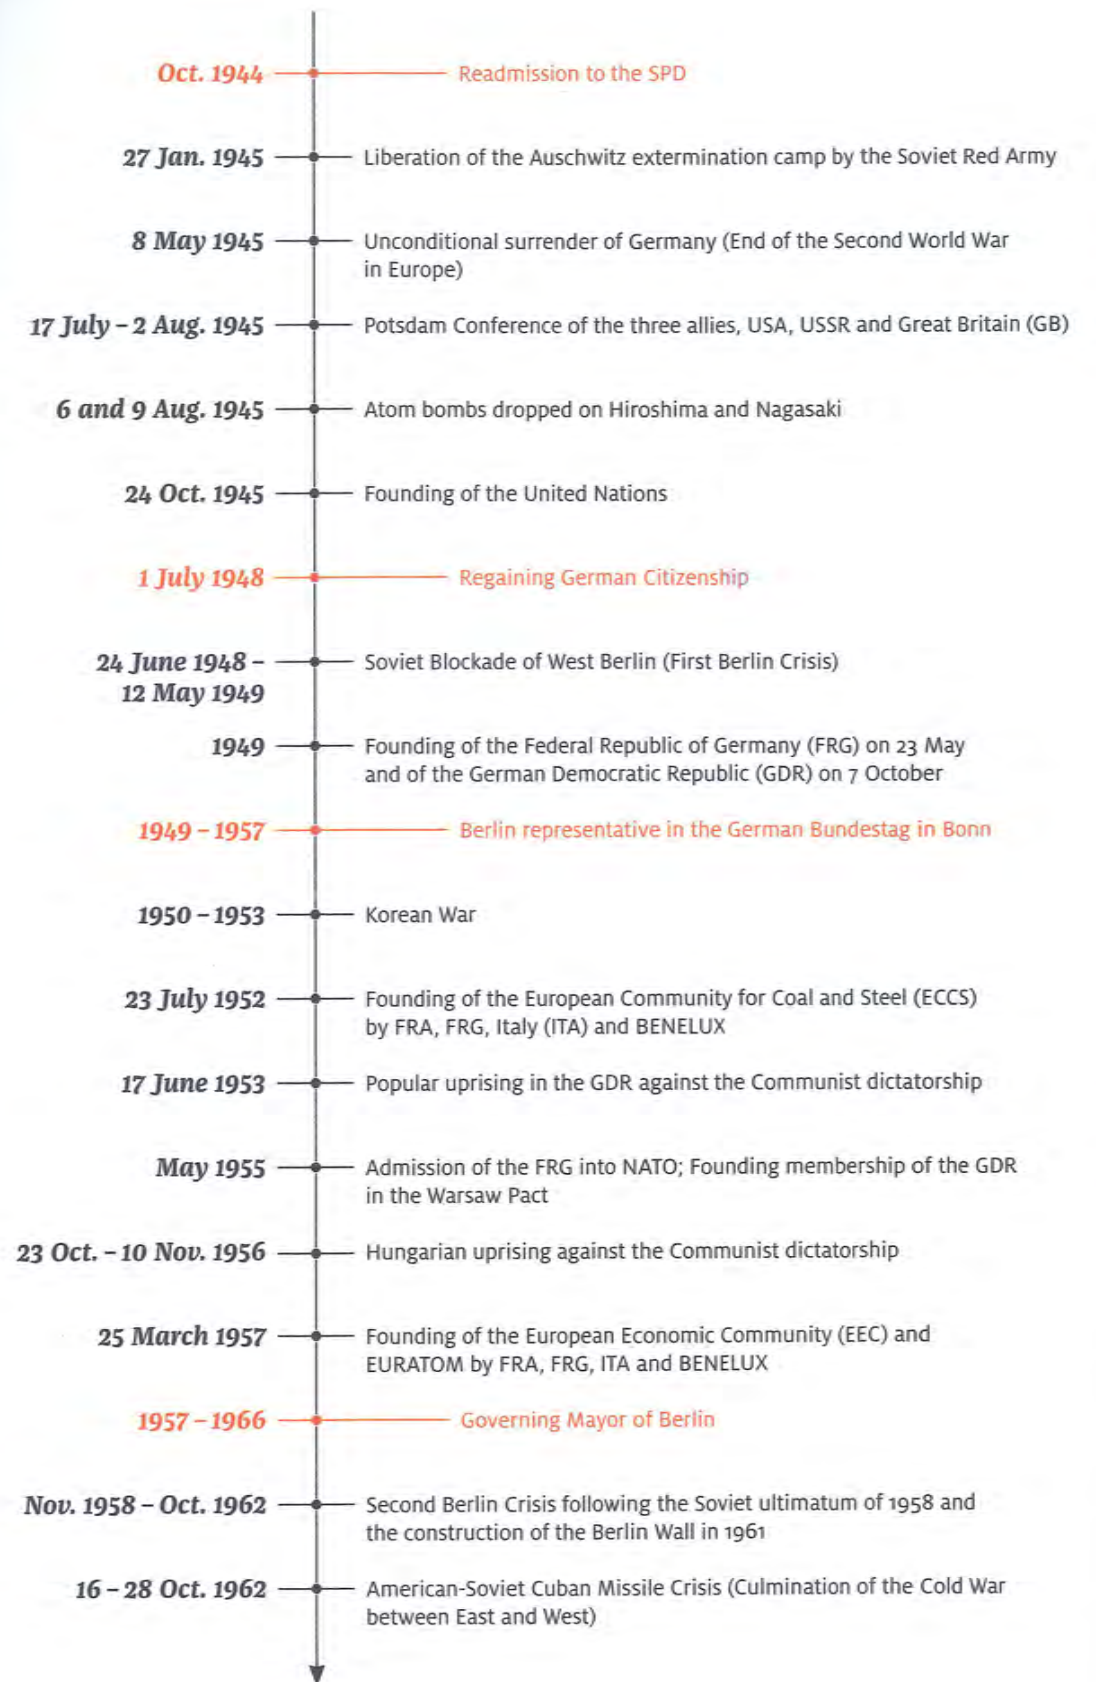 Oct. 1944 Readmission to the SPD
27 Jan. 1945 Liberation of the Auschwitz extermination camp by the Soviet Red Army
8 May 1945 Unconditional surrender of Germany (End of the Second World War
in Europe)
17 July – 2 Aug. 1945 Potsdam Conference of the three allies, USA, USSR and Great Britain (GB)
6 and 9 Aug. 1945 Atom bombs dropped on Hiroshima and Nagasaki
24 Oct. 1945 Founding of the United Nations
1 July 1948 Regaining German Citizenship
24 June 1948 – Soviet Blockade of West Berlin (First Berlin Crisis)
12 May 1949
1949 Founding of the Federal Republic of Germany (FRG) on 23 May
and of the German Democratic Republic (GDR) on 7 October
1949 – 1957 Berlin representative in the German Bundestag in Bonn
1950 – 1953 Korean War
23 July 1952 Founding of the European Community for Coal and Steel (ECCS)
by FRA, FRG, Italy (ITA) and BENELUX
17 June 1953 Popular uprising in the GDR against the Communist dictatorship
May 1955 Admission of the FRG into NATO; Founding membership of the GDR
in the Warsaw Pact
23 Oct. – 10 Nov. 1956 Hungarian uprising against the Communist dictatorship
25 March 1957 Founding of the European Economic Community (EEC) and
EURATOM by FRA, FRG, ITA and BENELUX
1957 – 1966 Governing Mayor of Berlin
Nov. 1958 – Oct. 1962 Second Berlin Crisis following the Soviet ultimatum of 1958 and
the construction of the Berlin Wall in 1961
16 – 28 Oct. 1962 American-Soviet Cuban Missile Crisis (Culmination of the Cold War
between East and West)